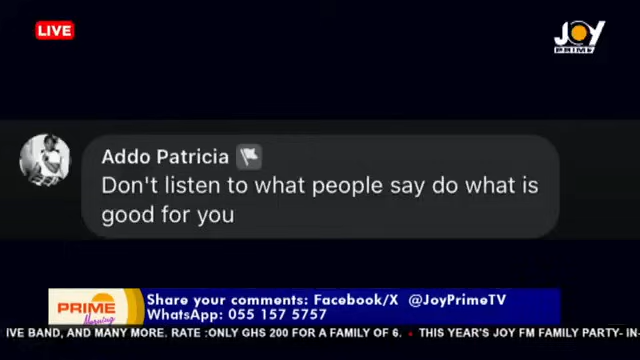 LIVE
JOY
PRIME
Addo Patricia
Don't listen to what people say do what is
good for you
PRIME
Morning
Share your comments: Facebook/X @JoyPrimeTV
WhatsApp: 055 157 5757
IVE BAND, AND MANY MORE. RATE :ONLY GHS 200 FOR A FAMILY OF 6. ▲ THIS YEAR'S JOY FM FAMILY PARTY- IN-